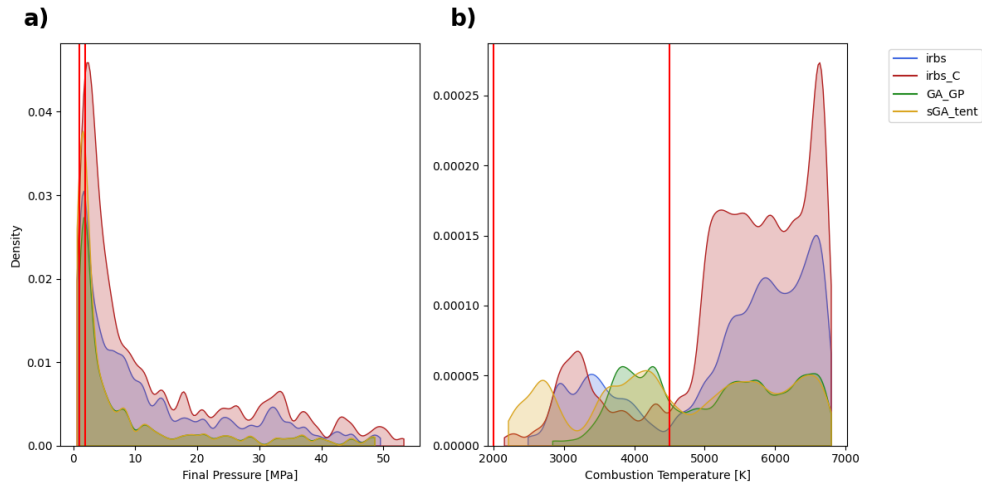 a)
b)
Density
0.04
0.03
0.02
0.01
0.00
0 10 20 30 40 50
Final Pressure [MPa]
0.00025
0.00020
0.00015
0.00010
0.00005
0.00000
2000 3000 4000 5000 6000 7000
Combustion Temperature [K]
irbs
irbs_C
GA_GP
sGA_tent